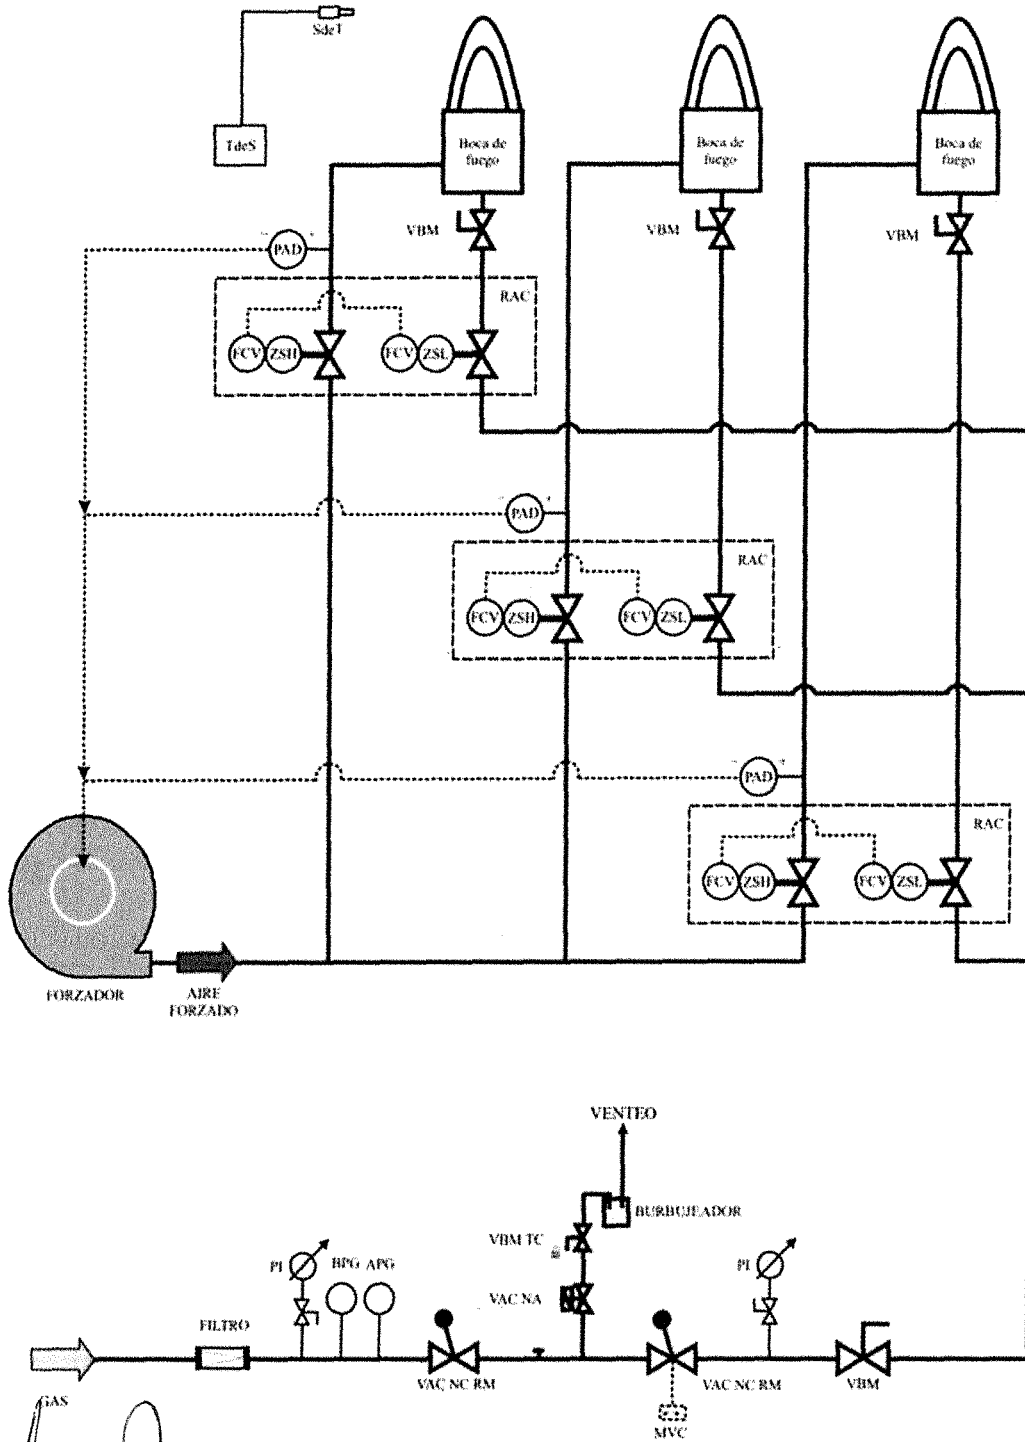 SdeT
TdeS
Boca de
fuego
Boca de
fuego
Boca de
fuego
VBM
VBM
VBM
- PAD +
RAC
FCV ZSH
FCV ZSL
- PAD +
RAC
FCV ZSH
FCV ZSL
- PAD +
RAC
FCV ZSH
FCV ZSL
FORZADOR
AIRE
FORZADO
VENTEO
BURBUJEADOR
VBM TC
VAC NA
PI
BPG APG
PI
FILTRO
GAS
VAC NC RM
VAC NC RM
VBM
MVC